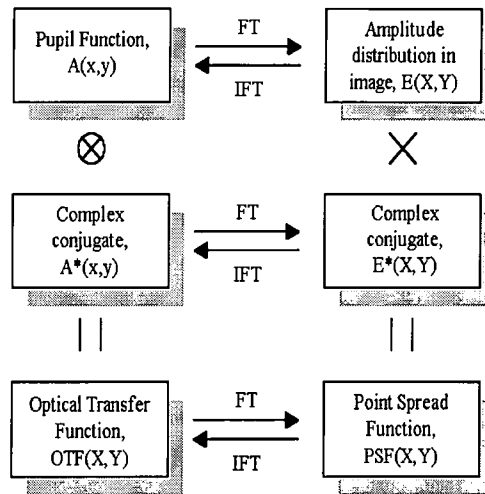 Pupil Function,
A(x,y)
FT
IFT
Amplitude
distribution in
image, E(X,Y)
⊗
×
Complex
conjugate,
A*(x,y)
FT
IFT
Complex
conjugate,
E*(X,Y)
||
||
Optical Transfer
Function,
OTF(X,Y)
FT
IFT
Point Spread
Function,
PSF(X,Y)